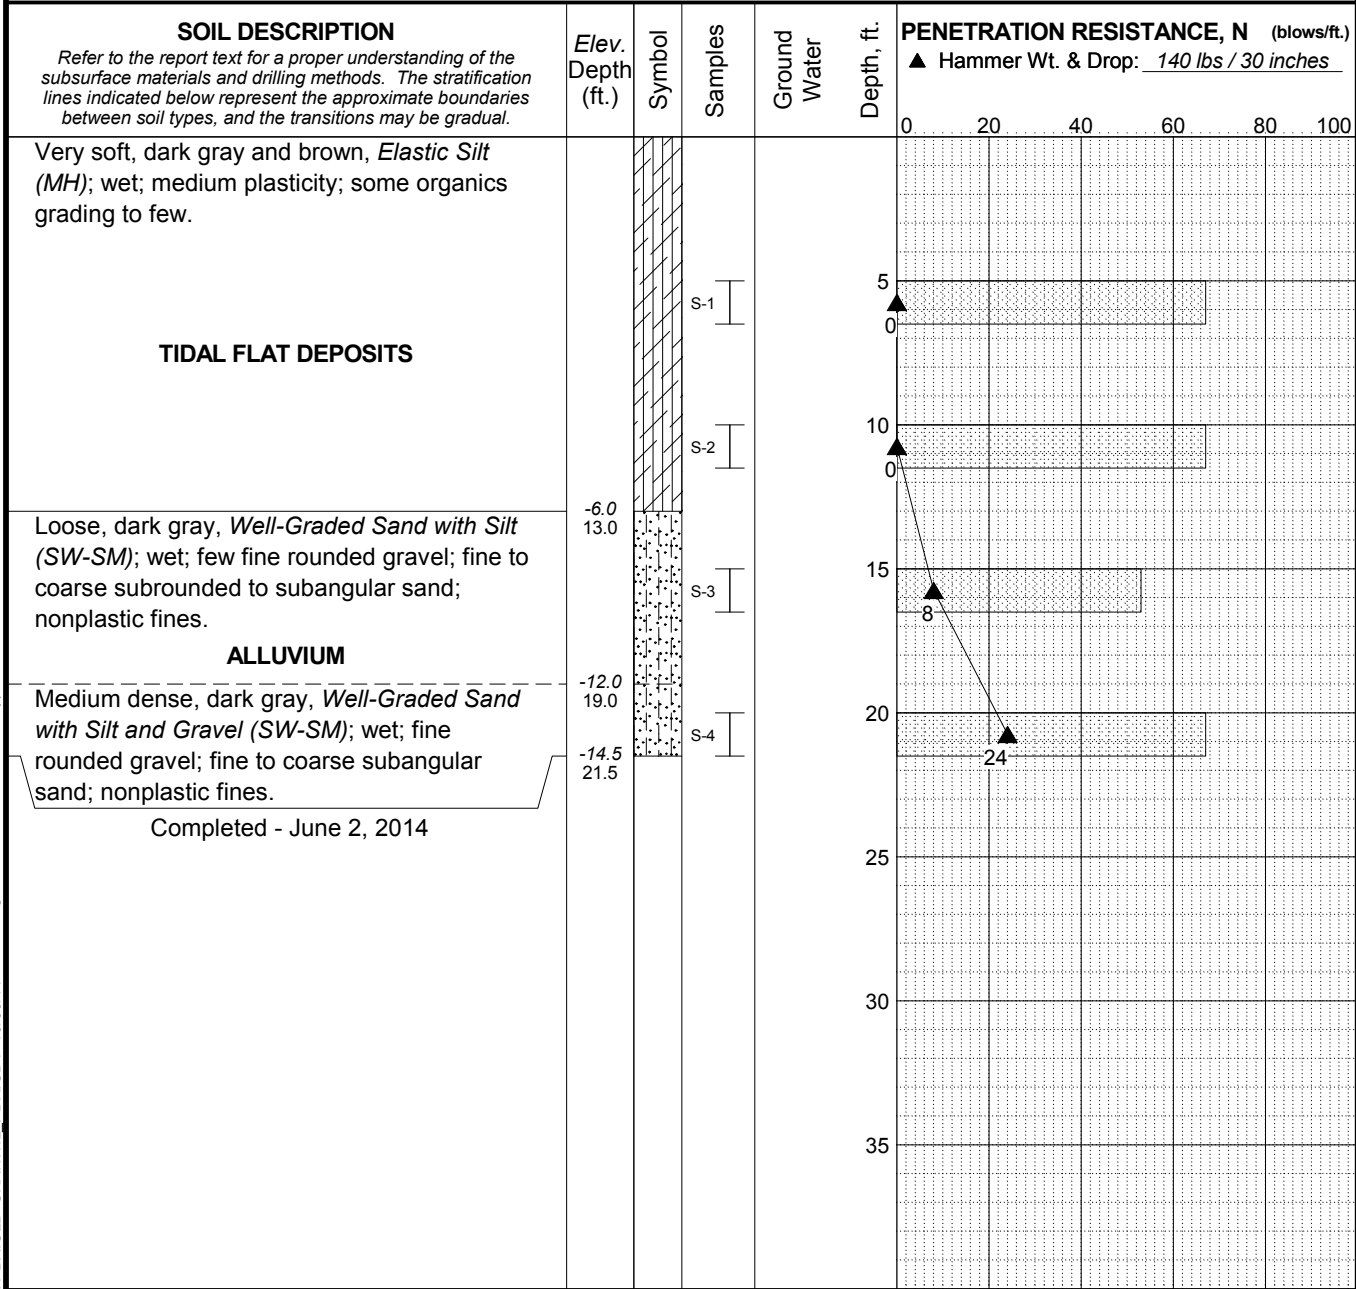 SOIL DESCRIPTION
Refer to the report text for a proper understanding of the
subsurface materials and drilling methods. The stratification
lines indicated below represent the approximate boundaries
between soil types, and the transitions may be gradual.
Elev.
Depth
(ft.)
Symbol
Samples
Ground
Water
Depth, ft.
PENETRATION RESISTANCE, N (blows/ft.)
▲ Hammer Wt. & Drop: 140 lbs / 30 inches
0 20 40 60 80 100
Very soft, dark gray and brown, Elastic Silt
(MH); wet; medium plasticity; some organics
grading to few.
5
S-1
0
TIDAL FLAT DEPOSITS
10
S-2
0
-6.0
13.0
Loose, dark gray, Well-Graded Sand with Silt
(SW-SM); wet; few fine rounded gravel; fine to
coarse subrounded to subangular sand;
nonplastic fines.
15
S-3
8
ALLUVIUM
-12.0
19.0
Medium dense, dark gray, Well-Graded Sand
with Silt and Gravel (SW-SM); wet; fine
rounded gravel; fine to coarse subangular
sand; nonplastic fines.
20
S-4
24
-14.5
21.5
Completed - June 2, 2014
25
30
35